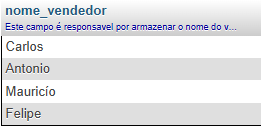 nome_vendedor
Este campo é responsavel por armazenar o nome do v...
Carlos
Antonio
Mauricío
Felipe